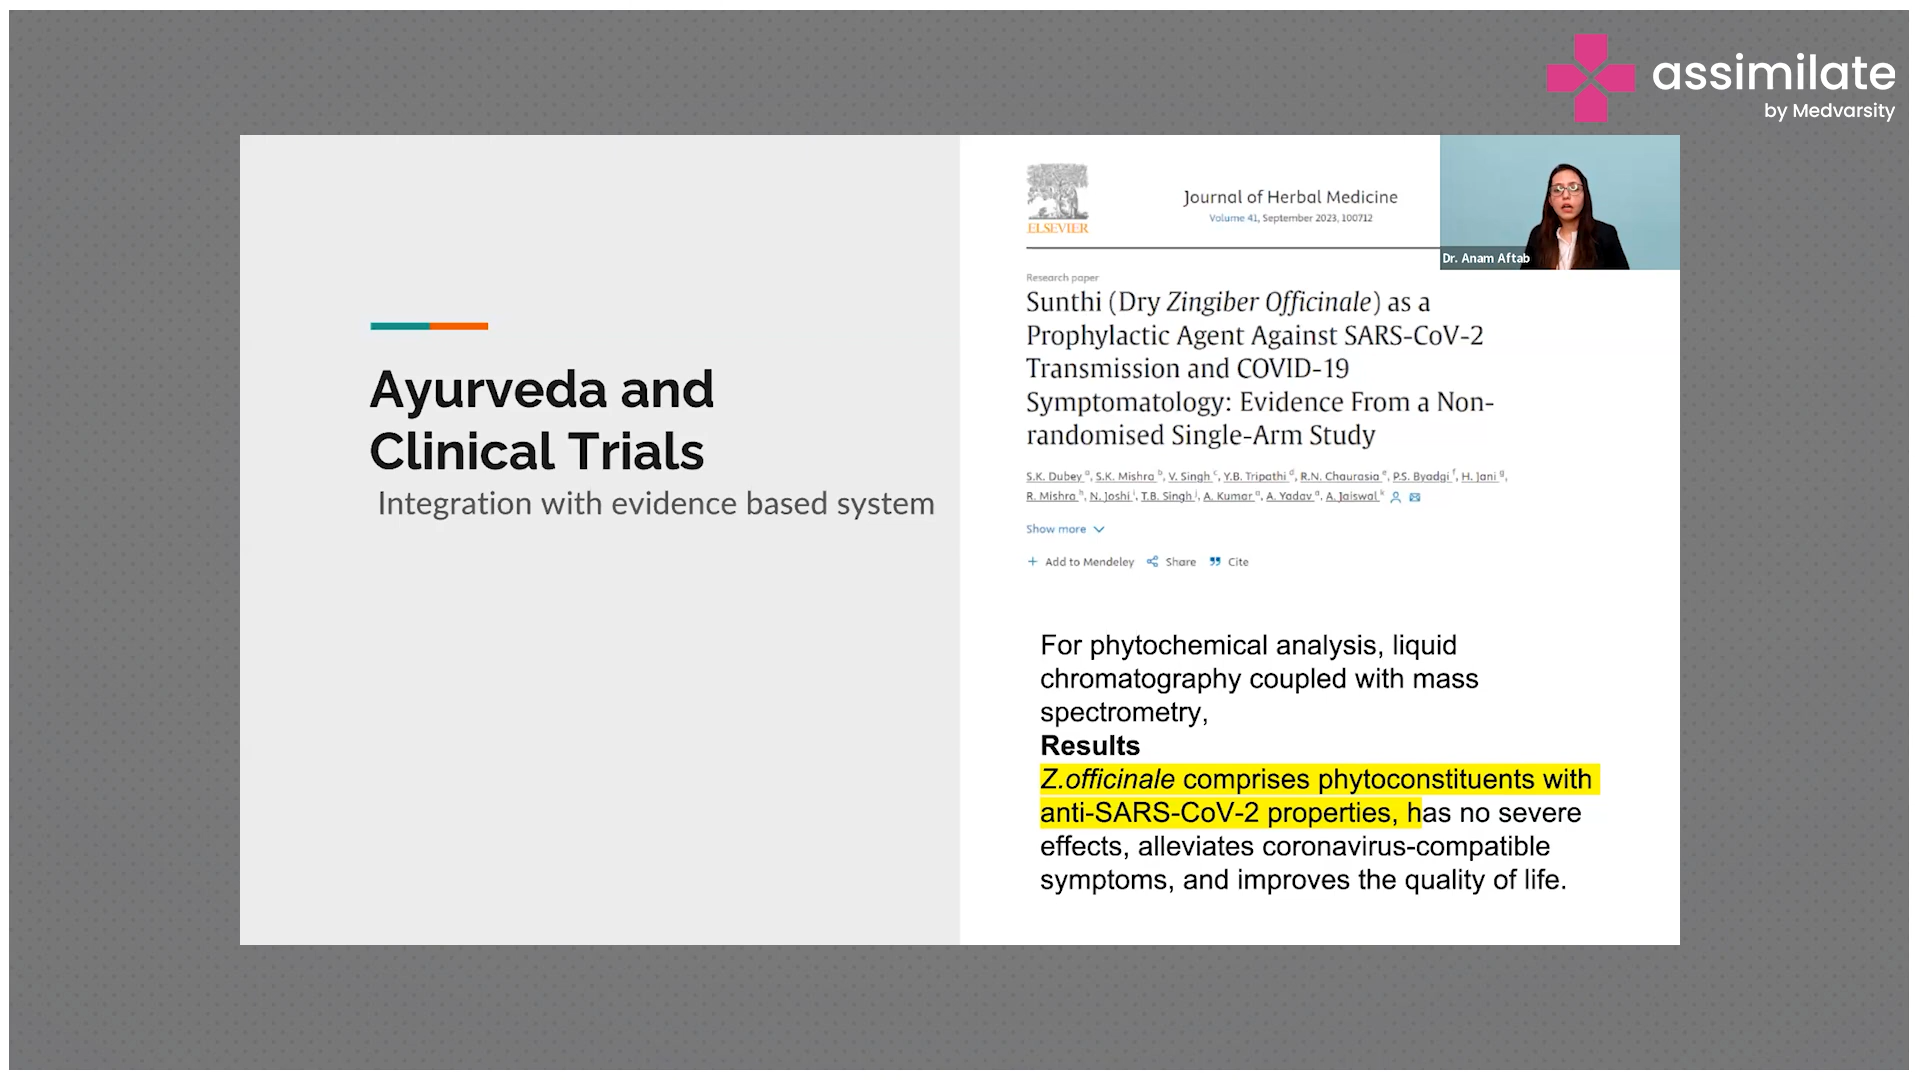 assimilate
by Medvarsity
Ayurveda and
Clinical Trials
Integration with evidence based system
ELSEVIER
Journal of Herbal Medicine
Volume 41, September 2023, 100712
Dr. Anam Aftab
Research paper
Sunthi (Dry Zingiber Officinale) as a
Prophylactic Agent Against SARS-CoV-2
Transmission and COVID-19
Symptomatology: Evidence From a Non-
randomised Single-Arm Study
S.K. Dubey a, S.K. Mishra b, V. Singh c, Y.B. Tripathi d, R.N. Chaurasia e, P.S. Byadgi f, H. Jani g,
R. Mishra h, N. Joshi i, T.B. Singh j, A. Kumar a, A. Yadav a, A. Jaiswal k
Show more
+ Add to Mendeley Share Cite
For phytochemical analysis, liquid
chromatography coupled with mass
spectrometry,
Results
Z.officinale comprises phytoconstituents with
anti-SARS-CoV-2 properties, has no severe
effects, alleviates coronavirus-compatible
symptoms, and improves the quality of life.